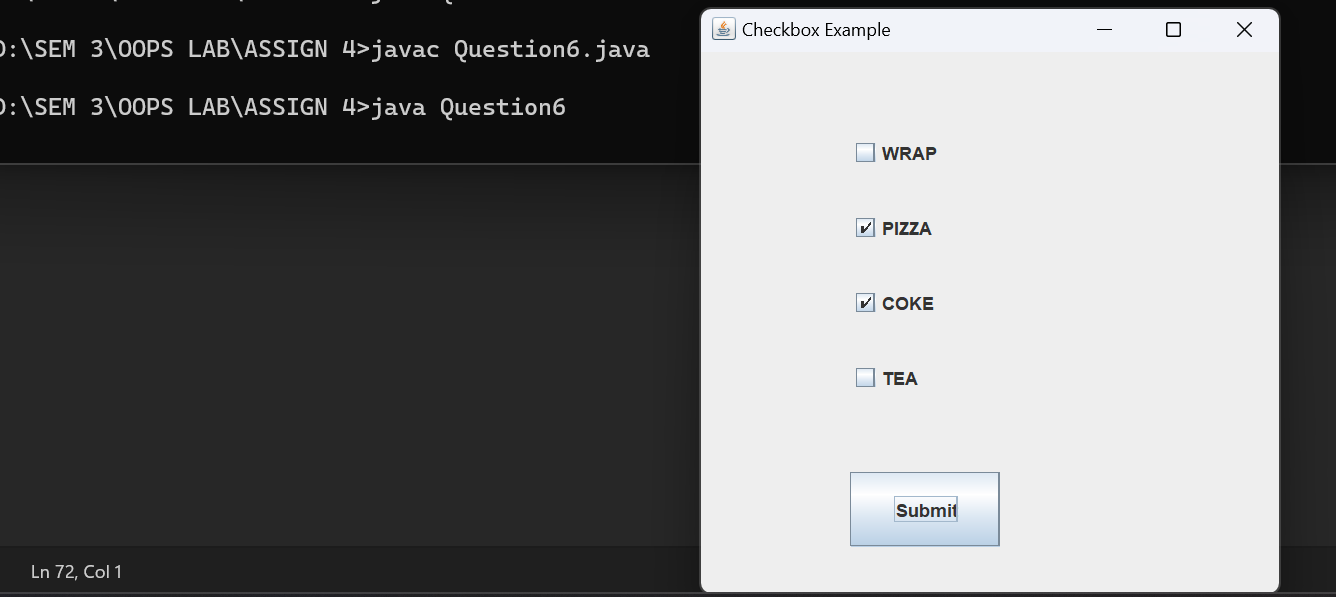 D:\SEM 3\OOPS LAB\ASSIGN 4>javac Question6.java
D:\SEM 3\OOPS LAB\ASSIGN 4>java Question6
Checkbox Example
WRAP
PIZZA
COKE
TEA
Submit
Ln 72, Col 1